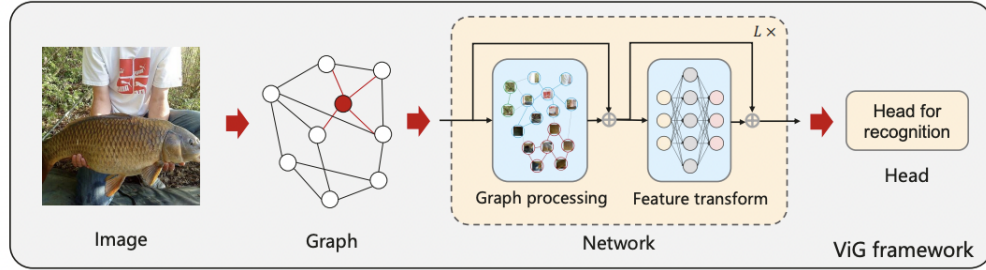 L ×
Graph processing
Feature transform
Head for
recognition
Image
Graph
Network
Head
ViG framework